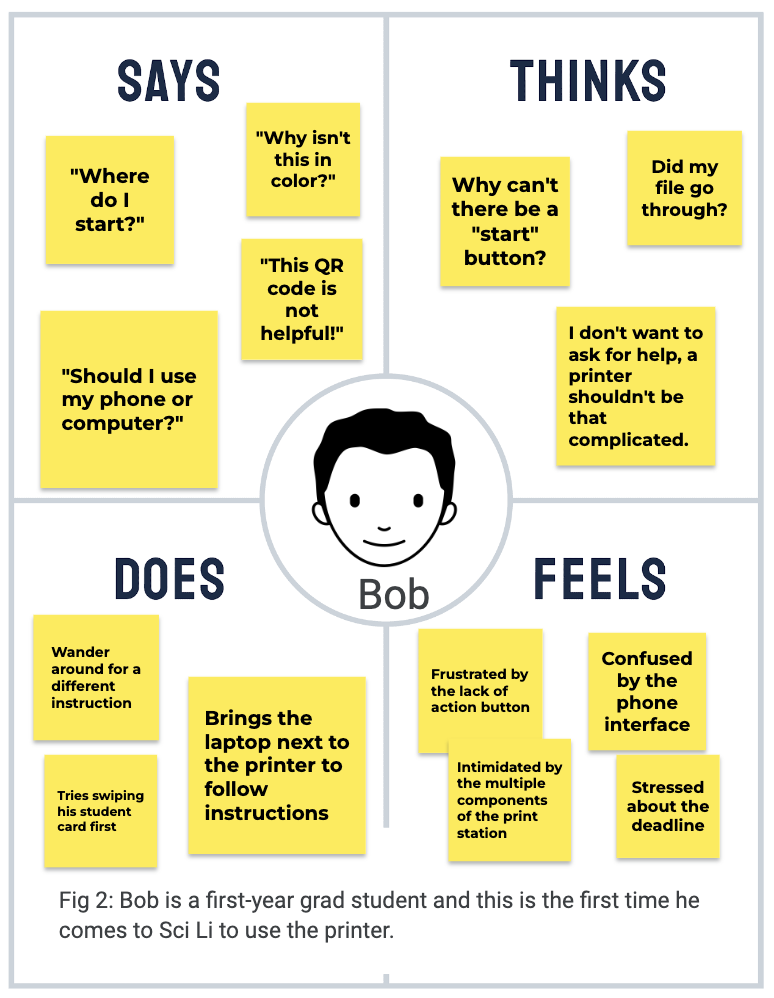 SAYS
"Where
do I
start?"
"Why isn't
this in
color?"
"This QR
code is
not
helpful!"
"Should I use
my phone or
computer?"
THINKS
Why can't
there be a
"start"
button?
Did my
file go
through?
I don't want to
ask for help, a
printer
shouldn't be
that
complicated.
Bob
DOES
Wander
around for a
different
instruction
Brings the
laptop next to
the printer to
follow
instructions
Tries swiping
his student
card first
FEELS
Frustrated by
the lack of
action button
Confused
by the
phone
interface
Intimidated by
the multiple
components
of the print
station
Stressed
about the
deadline
Fig 2: Bob is a first-year grad student and this is the first time he
comes to Sci Li to use the printer.